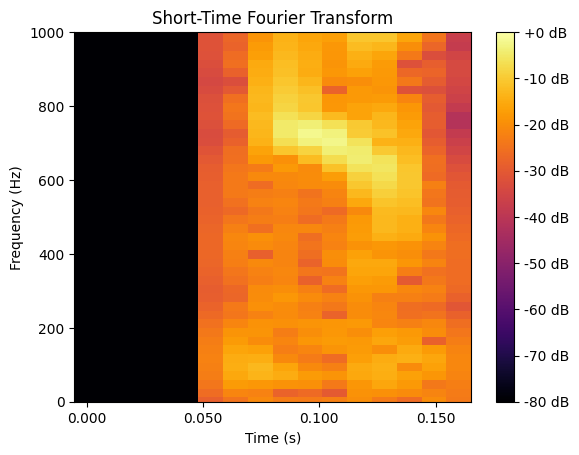 Short-Time Fourier Transform
1000
800
600
400
200
0
Frequency (Hz)
0.000
0.050
0.100
0.150
Time (s)
+0 dB
-10 dB
-20 dB
-30 dB
-40 dB
-50 dB
-60 dB
-70 dB
-80 dB